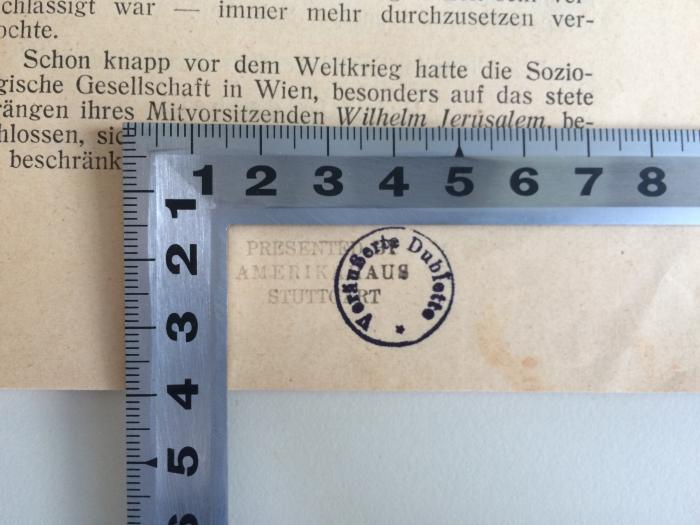 chlässigt war — immer mehr durchzusetzen ver-
ochte.
Schon knapp vor dem Weltkrieg hatte die Sozio-
gische Gesellschaft in Wien, besonders auf das stete
rängen ihres Mitvorsitzenden Wilhelm Jerusalem, be-
hlossen, sic
beschränk
1 2 3 4 5 6 7 8
1
2
3
4
5
6
PRESENTED BY
AMERIKA HAUS
STUTTGART
Veräußerte Dublette